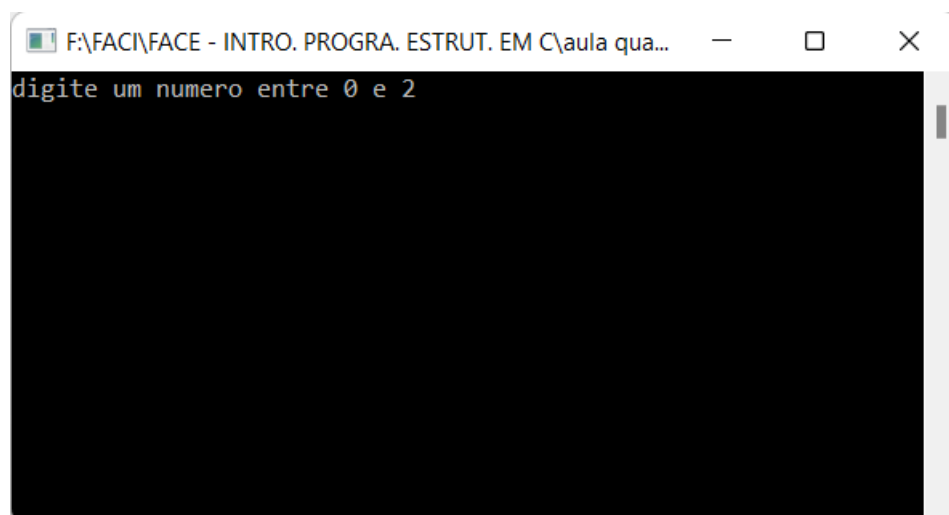 F:\FACI\FACE - INTRO. PROGRA. ESTRUT. EM C\aula qua...
digite um numero entre 0 e 2